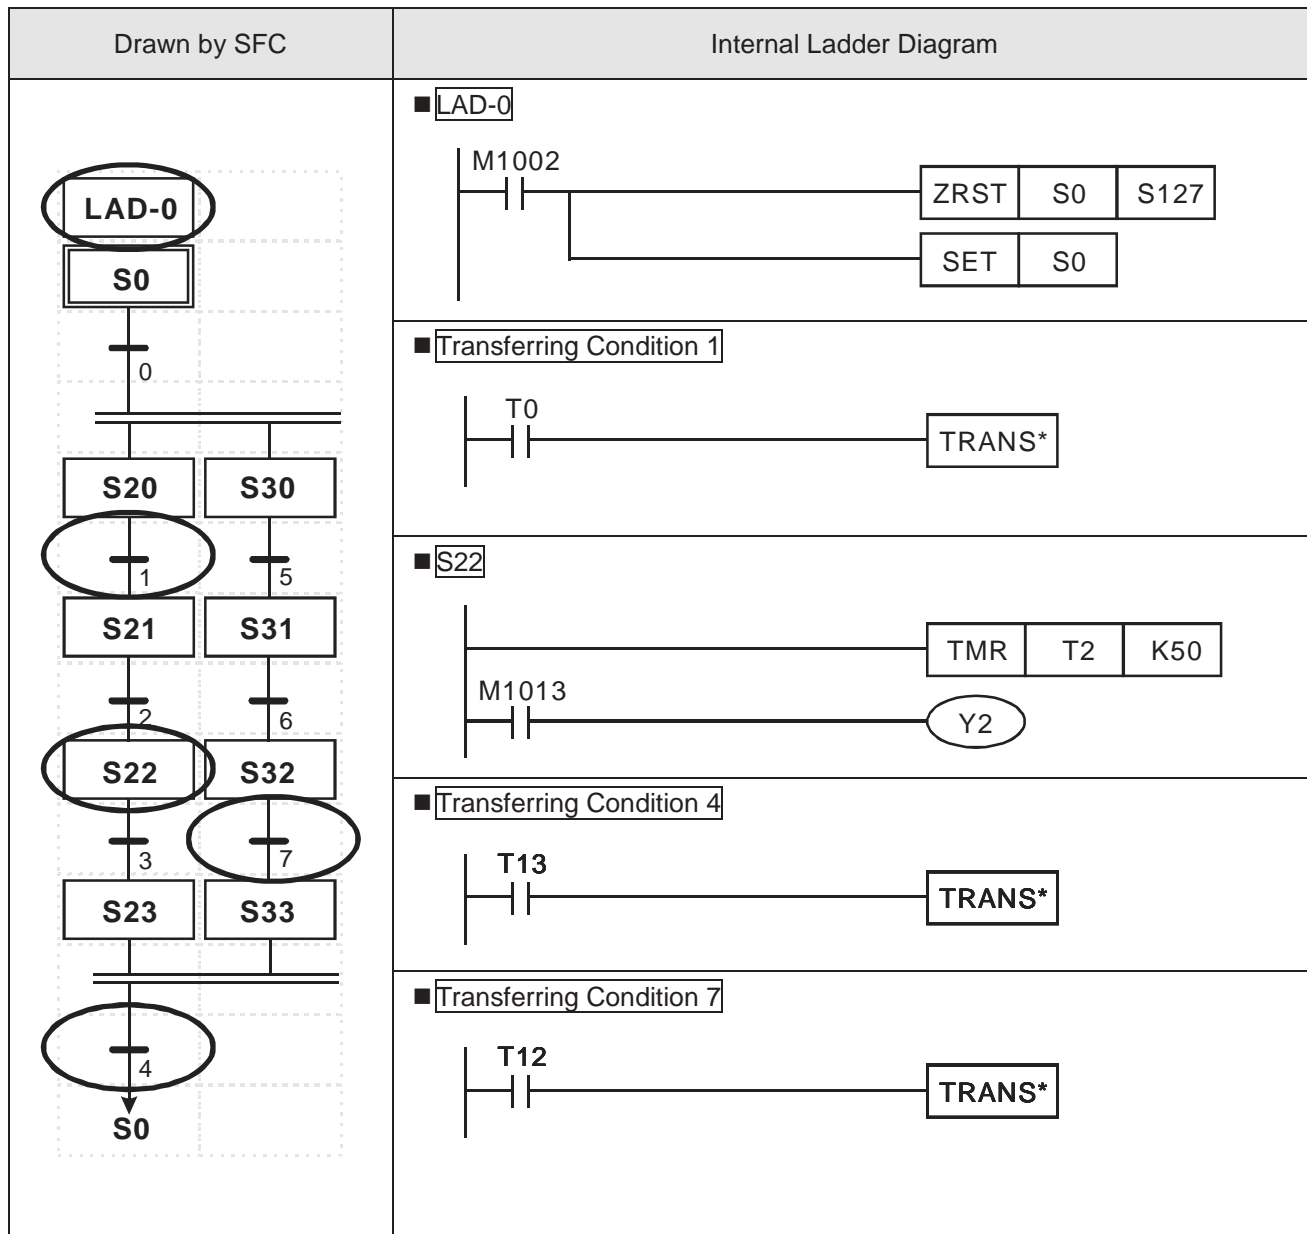 Drawn by SFC
Internal Ladder Diagram
LAD-0
S0
0
S20 S30
1 5
S21 S31
2 6
S22 S32
3 7
S23 S33
4
S0
■ LAD-0
M1002
ZRST S0 S127
SET S0
■ Transferring Condition 1
T0
TRANS*
■ S22
TMR T2 K50
M1013
Y2
■ Transferring Condition 4
T13
TRANS*
■ Transferring Condition 7
T12
TRANS*